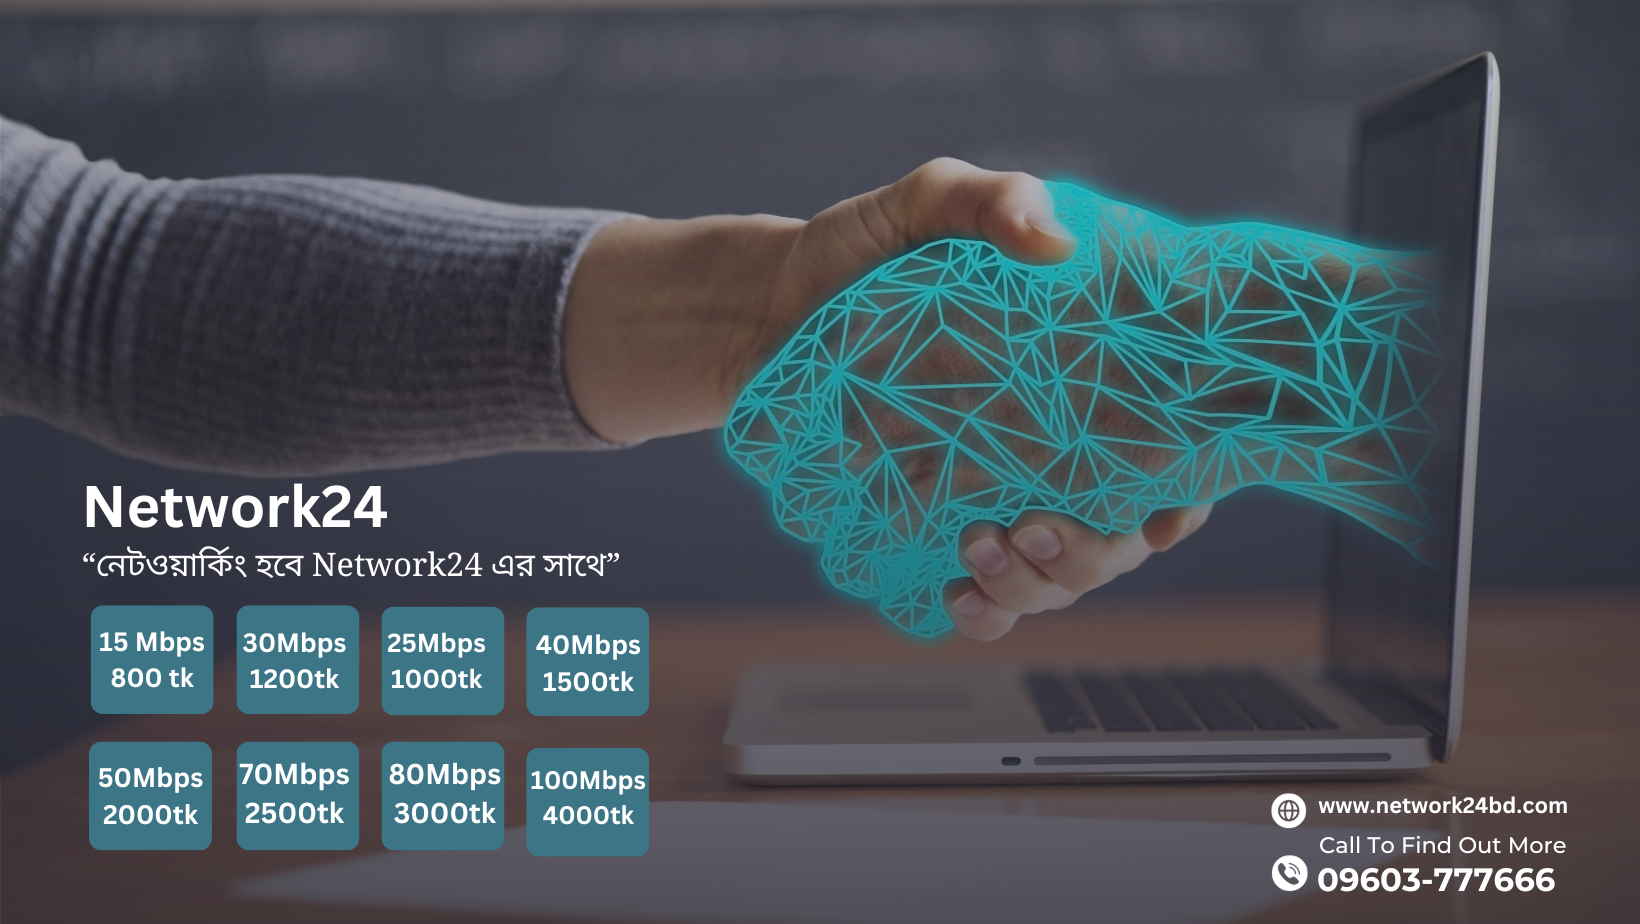 Network24
“নেটওয়ার্কিং হবে Network24 এর সাথে”
15 Mbps
800 tk
30Mbps
1200tk
25Mbps
1000tk
40Mbps
1500tk
50Mbps
2000tk
70Mbps
2500tk
80Mbps
3000tk
100Mbps
4000tk
www.network24bd.com
Call To Find Out More
09603-777666